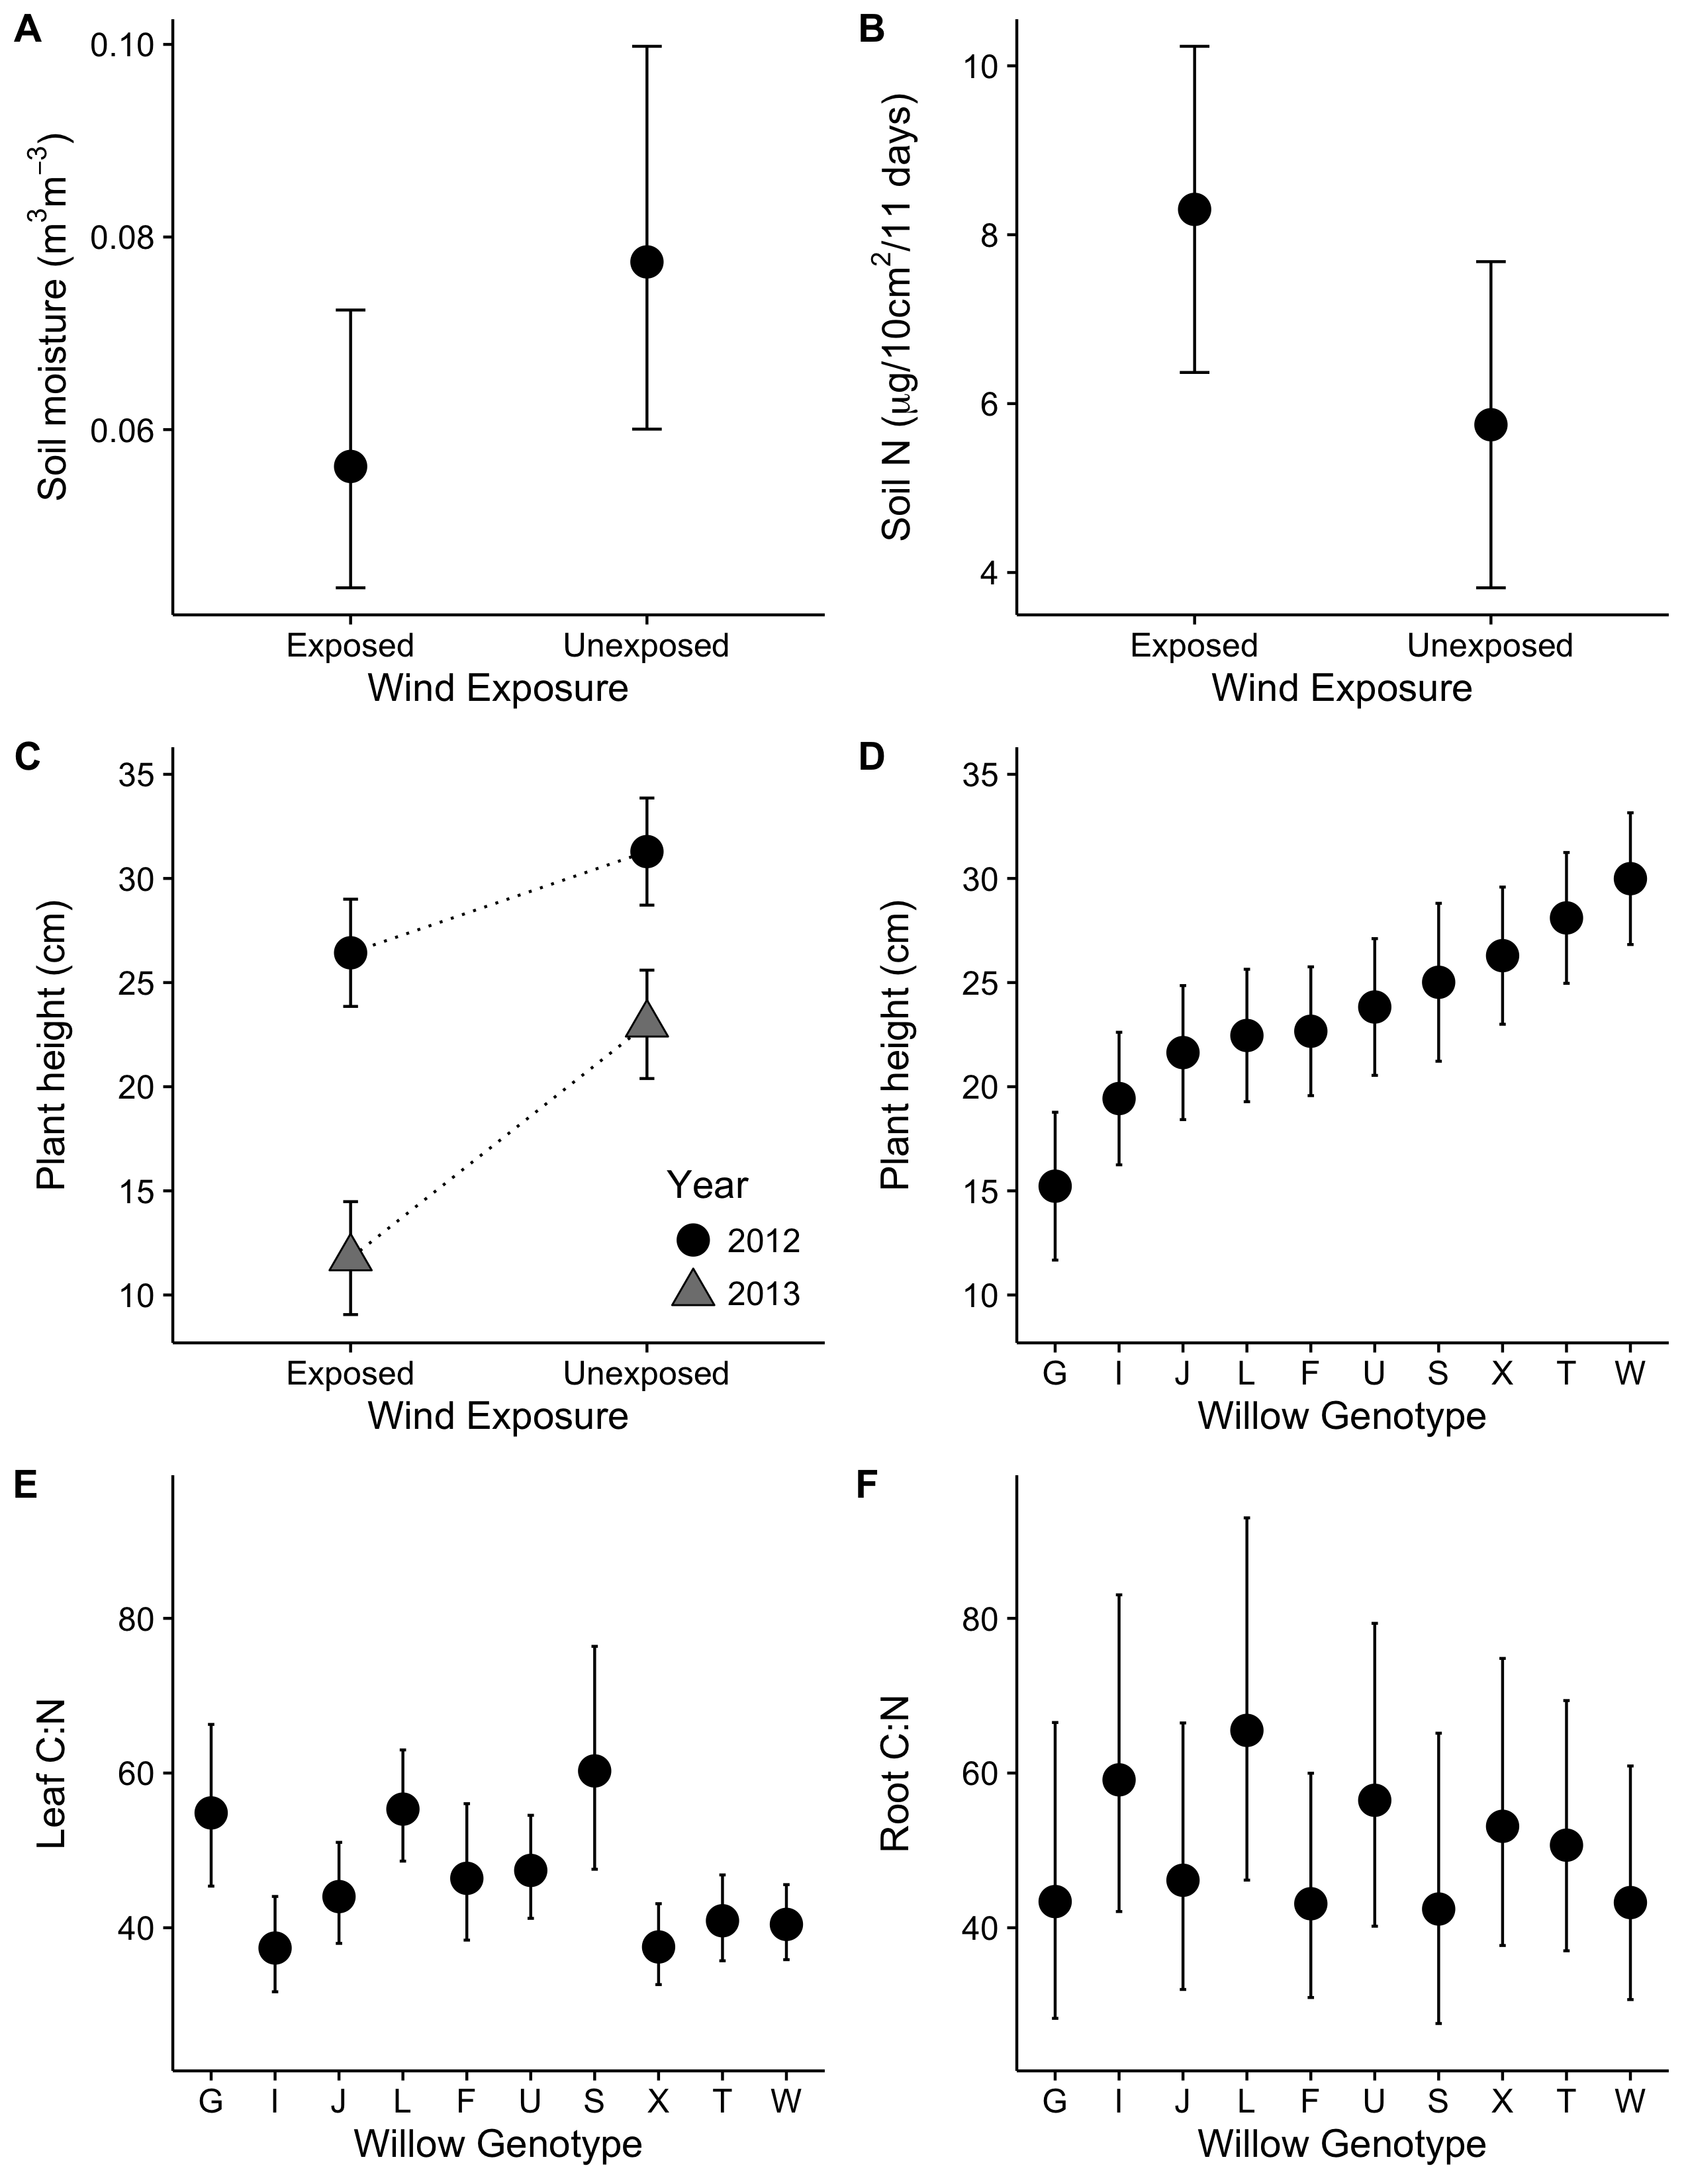 A
Soil moisture (m³m⁻³)
0.10
0.08
0.06
Exposed
Unexposed
Wind Exposure
B
Soil N (μg/10cm²/11 days)
10
8
6
4
Exposed
Unexposed
Wind Exposure
C
Plant height (cm)
35
30
25
20
15
10
Year
2012
2013
Exposed
Unexposed
Wind Exposure
D
Plant height (cm)
35
30
25
20
15
10
G I J L F U S X T W
Willow Genotype
E
Leaf C:N
80
60
40
G I J L F U S X T W
Willow Genotype
F
Root C:N
80
60
40
G I J L F U S X T W
Willow Genotype